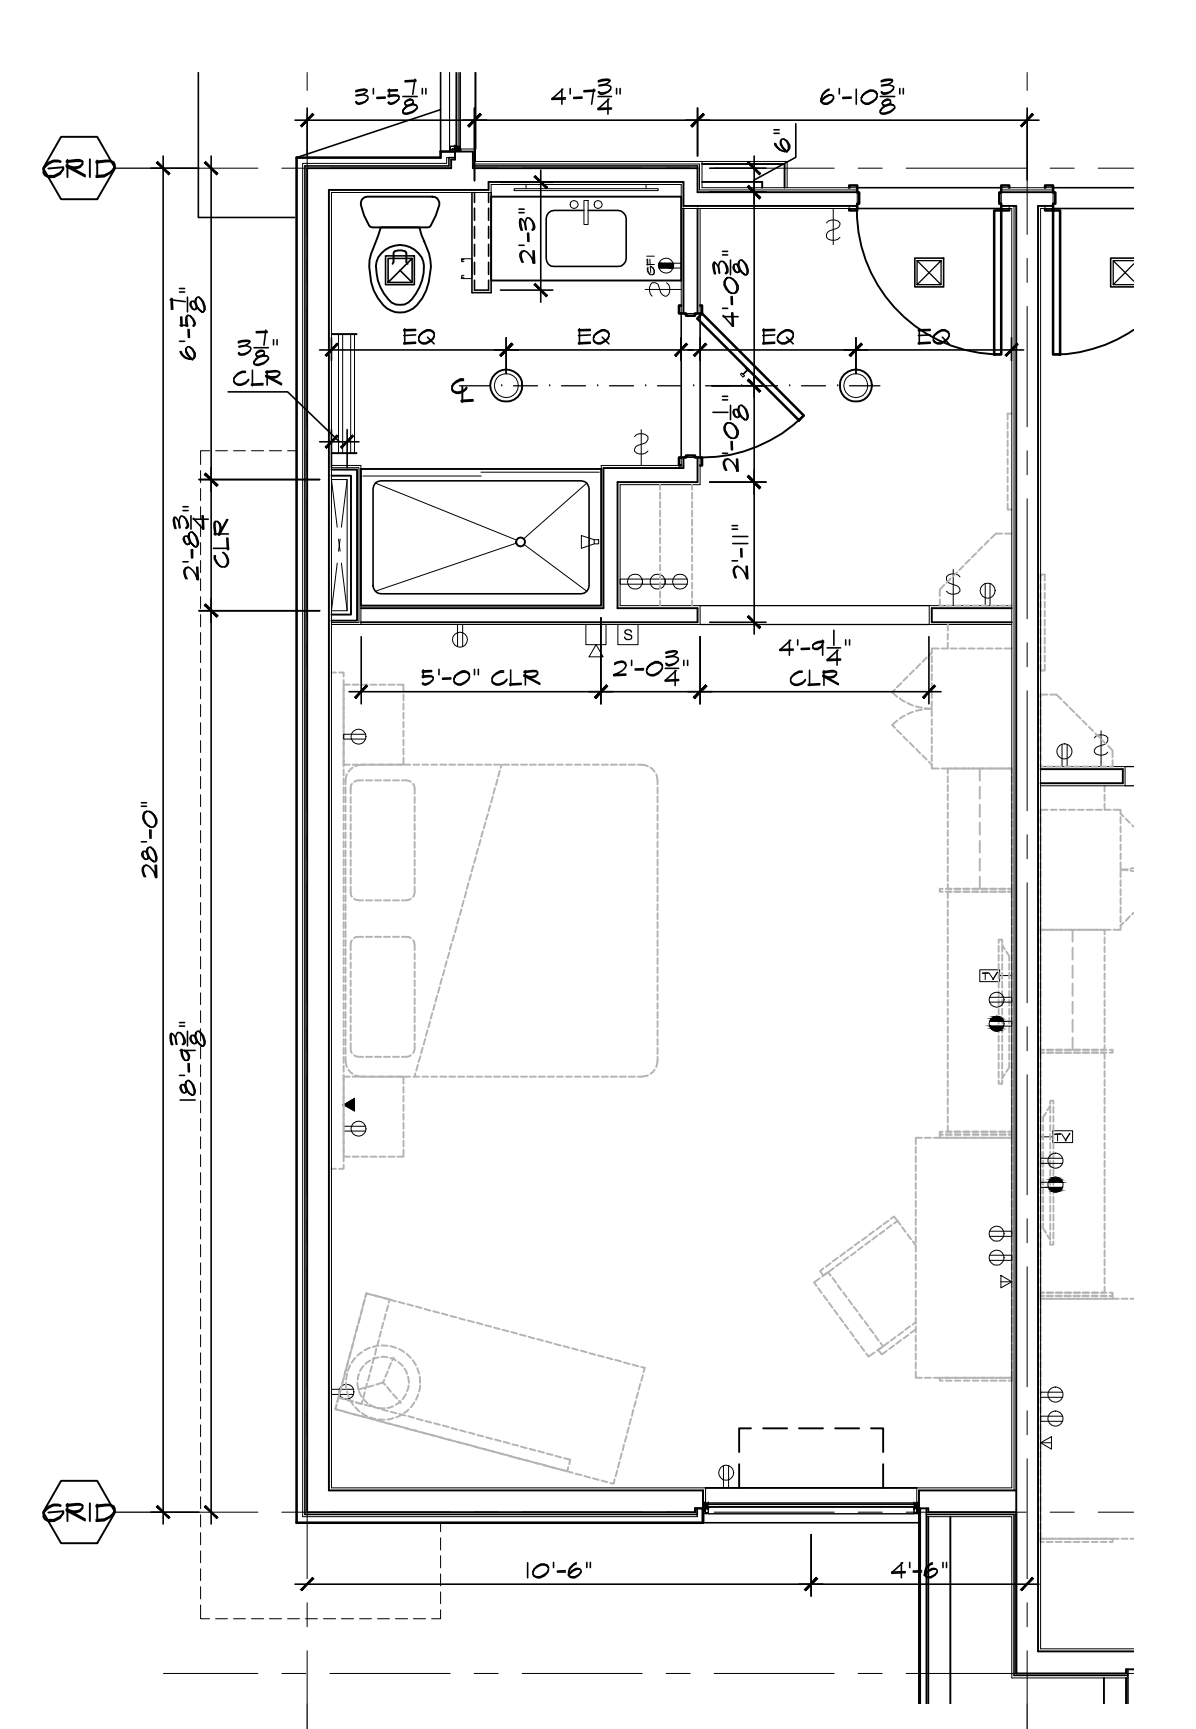 3'-5 7/8"
4'-7 3/4"
6'-10 3/8"
6"
GRID
2'-3"
GFI
4'-0 3/8"
6'-5 7/8"
EQ
EQ
EQ
EQ
3 7/8
CLR
CL
2'-0 1/8"
2'-8 3/4"
CLR
2'-11"
S
5'-0" CLR
2'-0 3/4"
4'-9 1/4"
CLR
28'-0"
TV
18'-9 3/8"
TV
GRID
10'-6"
4'-6"